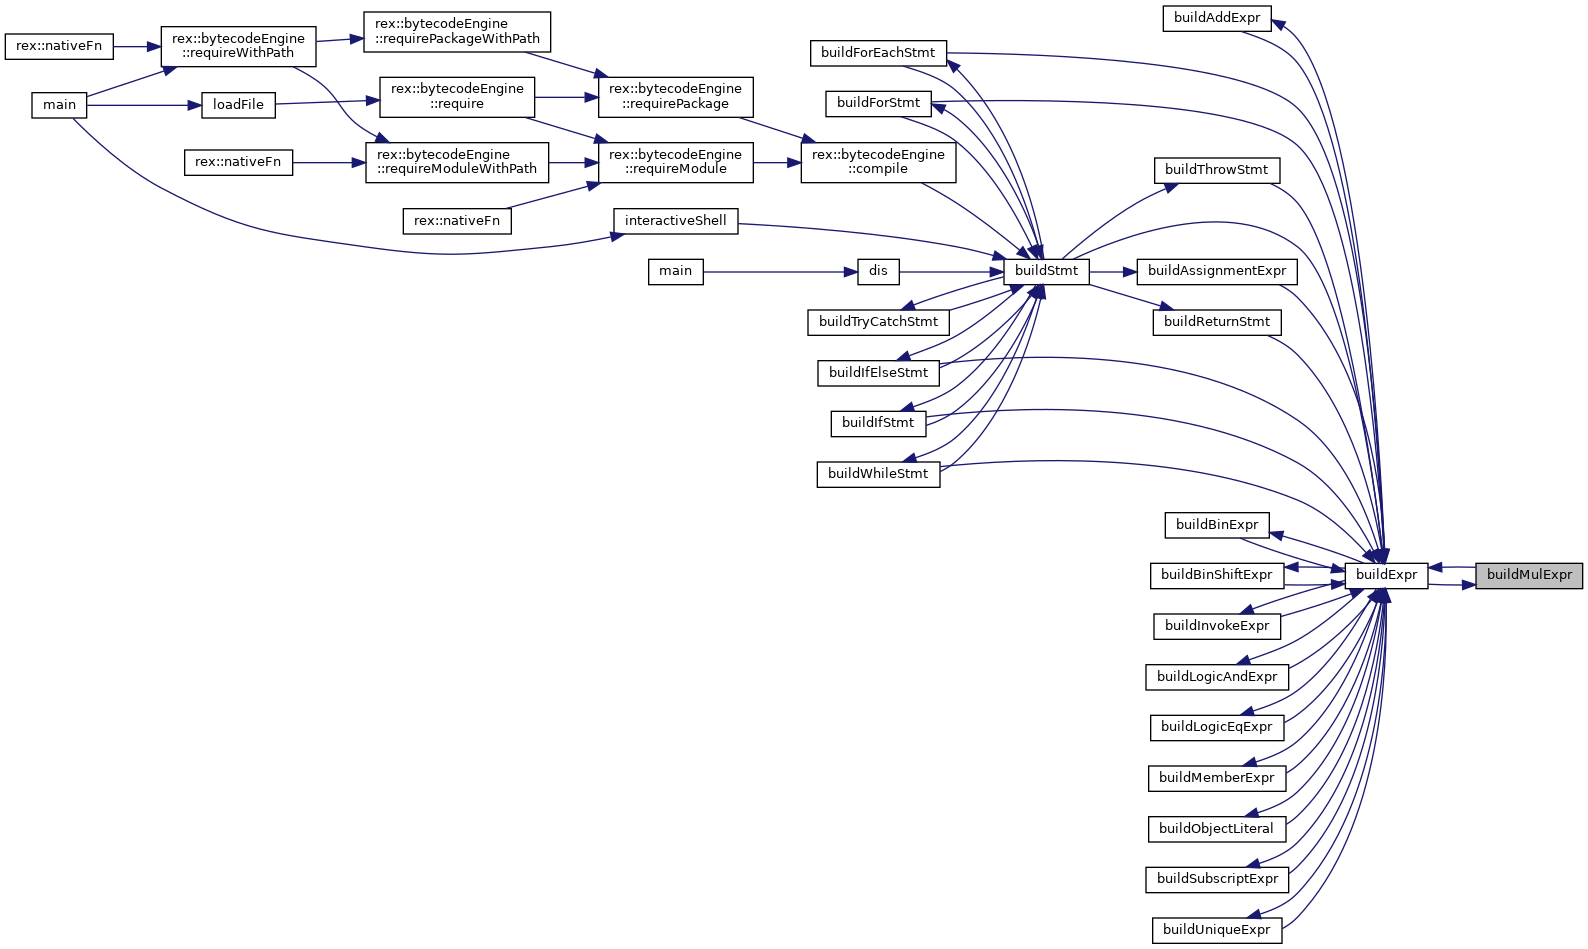 buildAddExpr
rex::bytecodeEngine
::requirePackageWithPath
rex::bytecodeEngine
::requireWithPath
rex::nativeFn
buildForEachStmt
rex::bytecodeEngine
::require
rex::bytecodeEngine
::requirePackage
main
loadFile
buildForStmt
rex::nativeFn
rex::bytecodeEngine
::requireModuleWithPath
rex::bytecodeEngine
::requireModule
rex::bytecodeEngine
::compile
buildThrowStmt
rex::nativeFn
interactiveShell
main
dis
buildStmt
buildAssignmentExpr
buildTryCatchStmt
buildReturnStmt
buildIfElseStmt
buildIfStmt
buildWhileStmt
buildBinExpr
buildBinShiftExpr
buildExpr
buildMulExpr
buildInvokeExpr
buildLogicAndExpr
buildLogicEqExpr
buildMemberExpr
buildObjectLiteral
buildSubscriptExpr
buildUniqueExpr